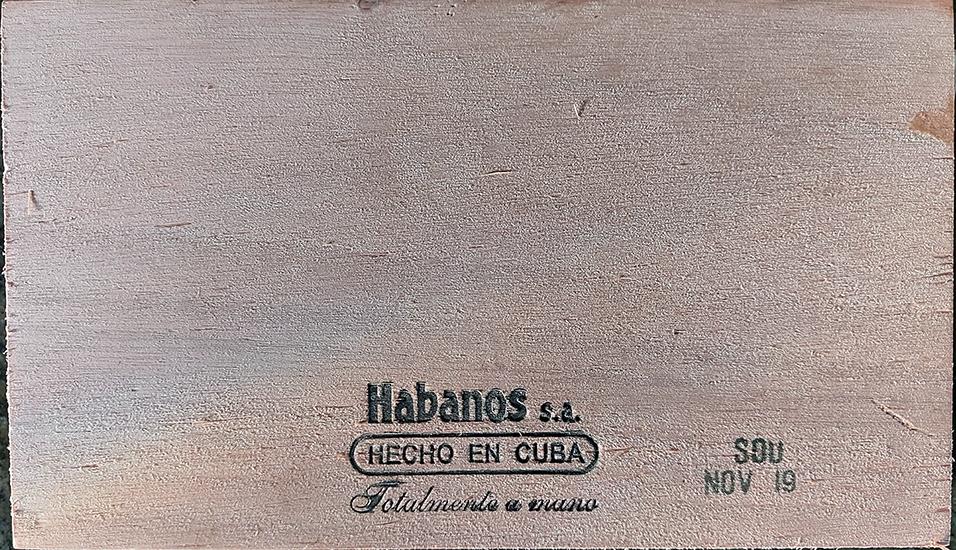 Habanos s.a.
HECHO EN CUBA
Totalmente a mano
SOU
NOV 19